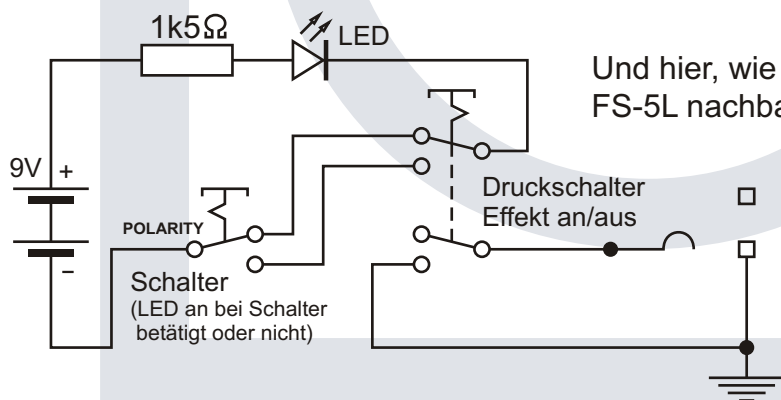 1k5Ω
LED
Und hier, wie
FS-5L nachba
9V +
Druckschalter
Effekt an/aus
POLARITY
−
Schalter
(LED an bei Schalter
betätigt oder nicht)